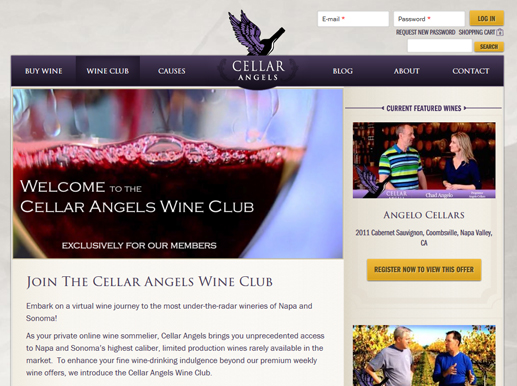 E-mail * Password * LOG IN
REQUEST NEW PASSWORD SHOPPING CART
SEARCH
BUY WINE WINE CLUB CAUSES CELLAR ANGELS BLOG ABOUT CONTACT
WELCOME TO THE
CELLAR ANGELS WINE CLUB
EXCLUSIVELY FOR OUR MEMBERS
JOIN THE CELLAR ANGELS WINE CLUB
Embark on a virtual wine journey to the most under-the-radar wineries of Napa and
Sonoma!
As your private online wine sommelier, Cellar Angels brings you unprecedented access
to Napa and Sonoma's highest caliber, limited production wines rarely available in the
market. To enhance your fine wine-drinking indulgence beyond our premium weekly
wine offers, we introduce the Cellar Angels Wine Club.
CURRENT FEATURED WINES
CELLAR
Chad Angelo
ANGELO CELLARS
2011 Cabernet Sauvignon, Coombsville, Napa Valley,
CA
REGISTER NOW TO VIEW THIS OFFER